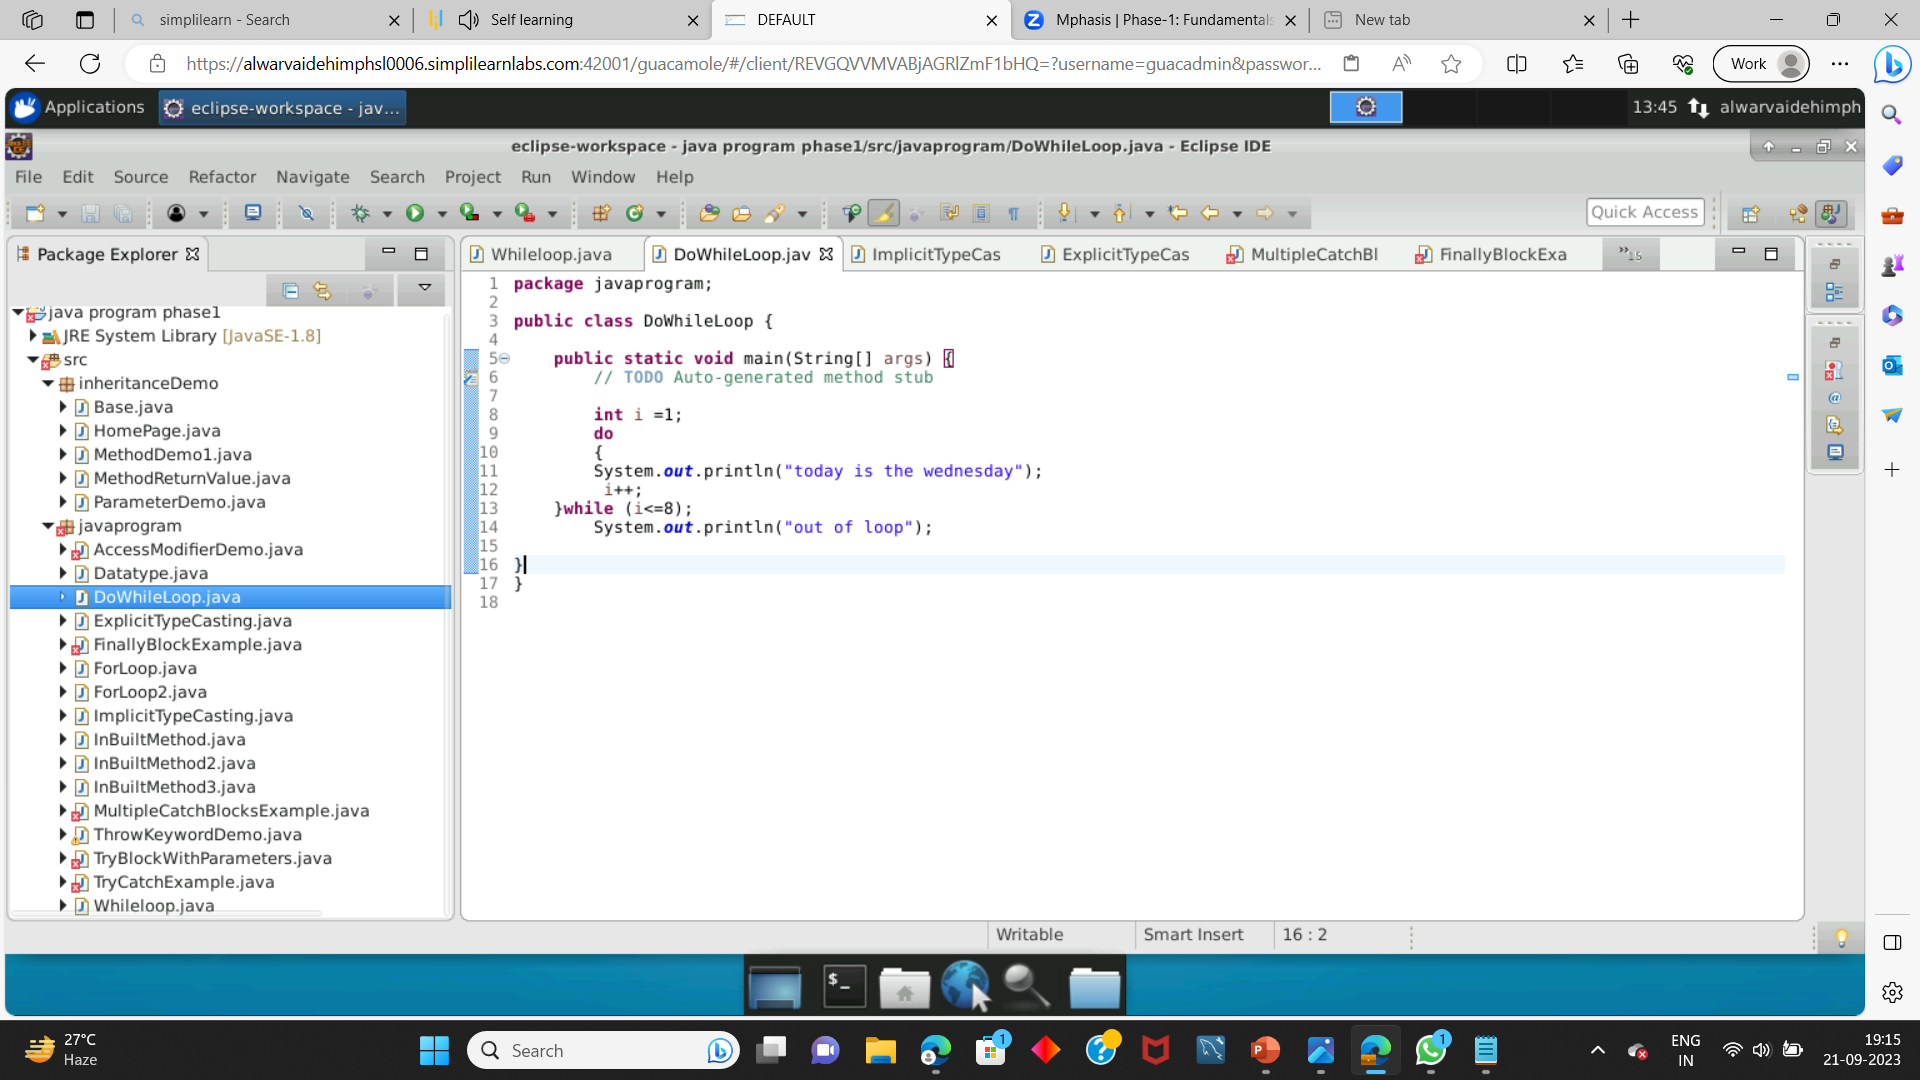 simplilearn - Search
Self learning
DEFAULT
Mphasis | Phase-1: Fundamentals
New tab
https://alwarvaidehimphsl0006.simplilearnlabs.com:42001/guacamole/#/client/REVGQVVMVABjAGRlZmF1bHQ=?username=guacadmin&passwor...
Work
Applications
eclipse-workspace - jav...
13:45
alwarvaidehimph
eclipse-workspace - java program phase1/src/javaprogram/DoWhileLoop.java - Eclipse IDE
File Edit Source Refactor Navigate Search Project Run Window Help
Quick Access
Package Explorer
Whileloop.java
DoWhileLoop.jav
ImplicitTypeCas
ExplicitTypeCas
MultipleCatchBl
FinallyBlockExa
»16
java program phase1
JRE System Library [JavaSE-1.8]
src
inheritanceDemo
Base.java
HomePage.java
MethodDemo1.java
MethodReturnValue.java
ParameterDemo.java
javaprogram
AccessModifierDemo.java
Datatype.java
DoWhileLoop.java
ExplicitTypeCasting.java
FinallyBlockExample.java
ForLoop.java
ForLoop2.java
ImplicitTypeCasting.java
InBuiltMethod.java
InBuiltMethod2.java
InBuiltMethod3.java
MultipleCatchBlocksExample.java
ThrowKeywordDemo.java
TryBlockWithParameters.java
TryCatchExample.java
Whileloop.java
1 package javaprogram;
2
3 public class DoWhileLoop {
4
5 public static void main(String[] args) {
6 // TODO Auto-generated method stub
7
8 int i =1;
9 do
10 {
11 System.out.println("today is the wednesday");
12 i++;
13 }while (i<=8);
14 System.out.println("out of loop");
15
16 }
17 }
18
Writable
Smart Insert
16 : 2
27°C
Haze
Search
1
1
ENG
IN
19:15
21-09-2023